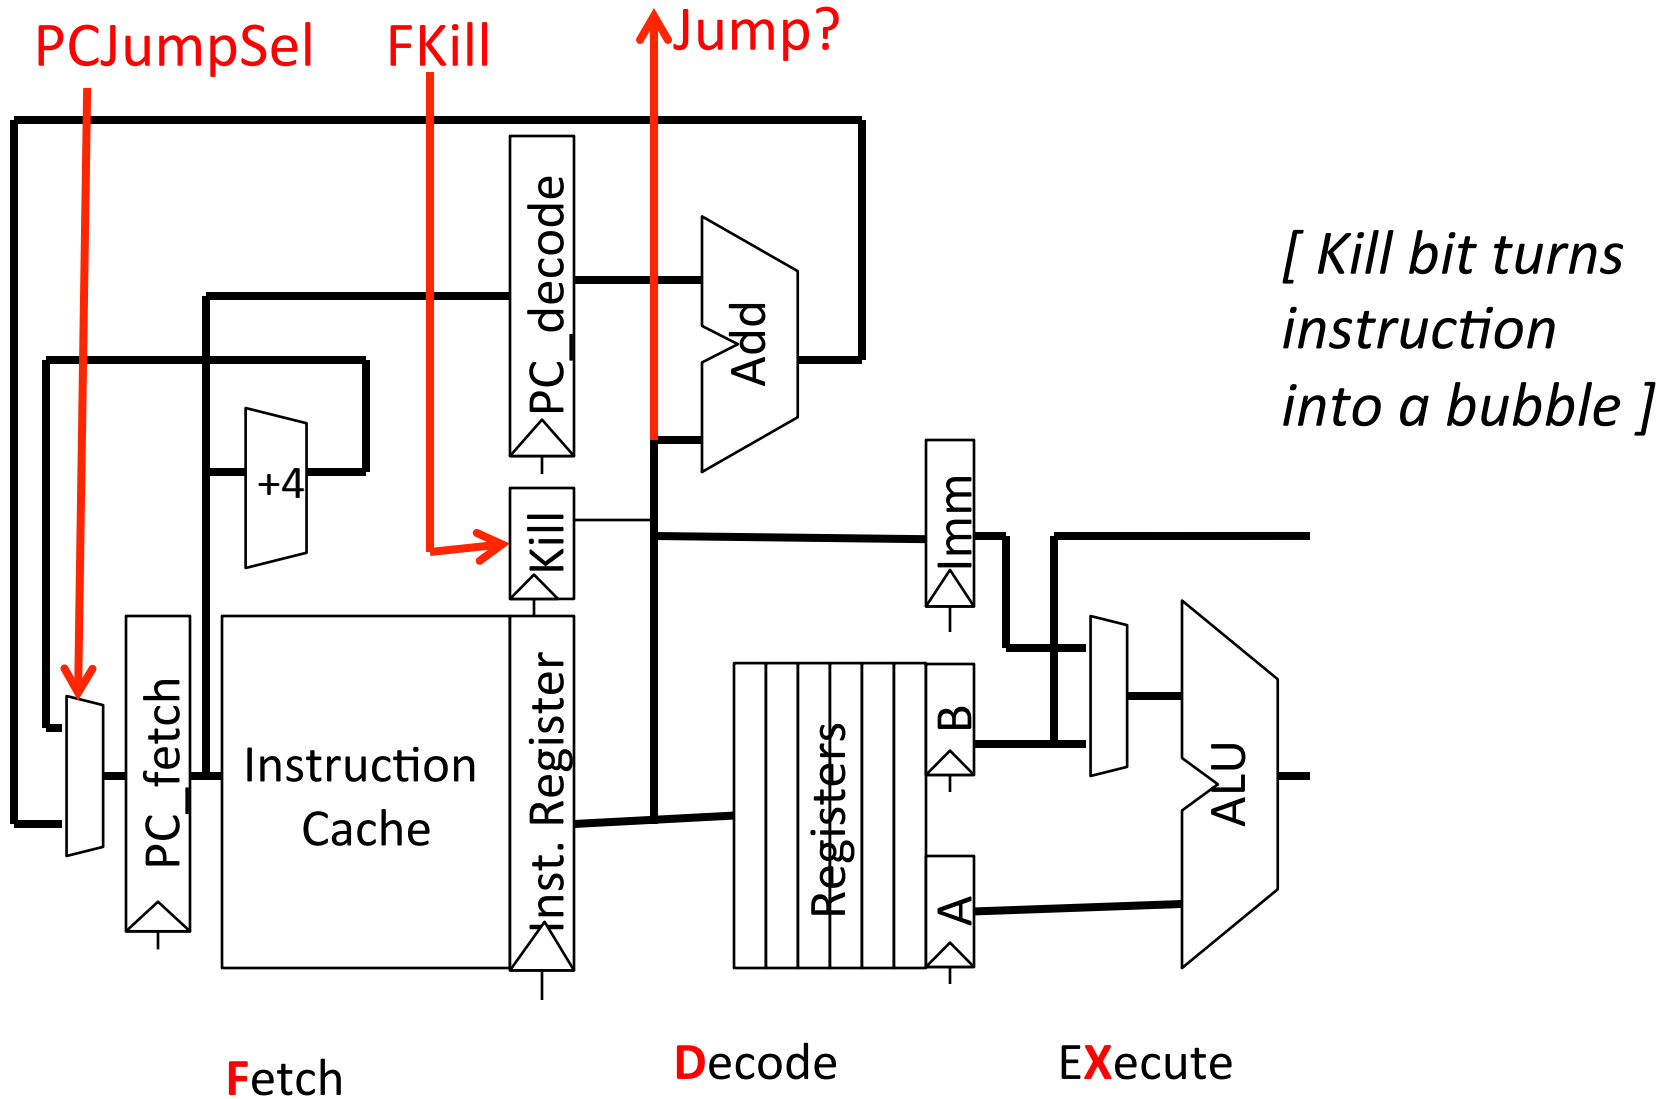 PCJumpSel
FKill
Jump?
PC_decode
Add
[ Kill bit turns
instruction
into a bubble ]
+4
Kill
Imm
PC_fetch
Instruction
Cache
Inst. Register
Registers
B
A
ALU
Fetch
Decode
EXecute